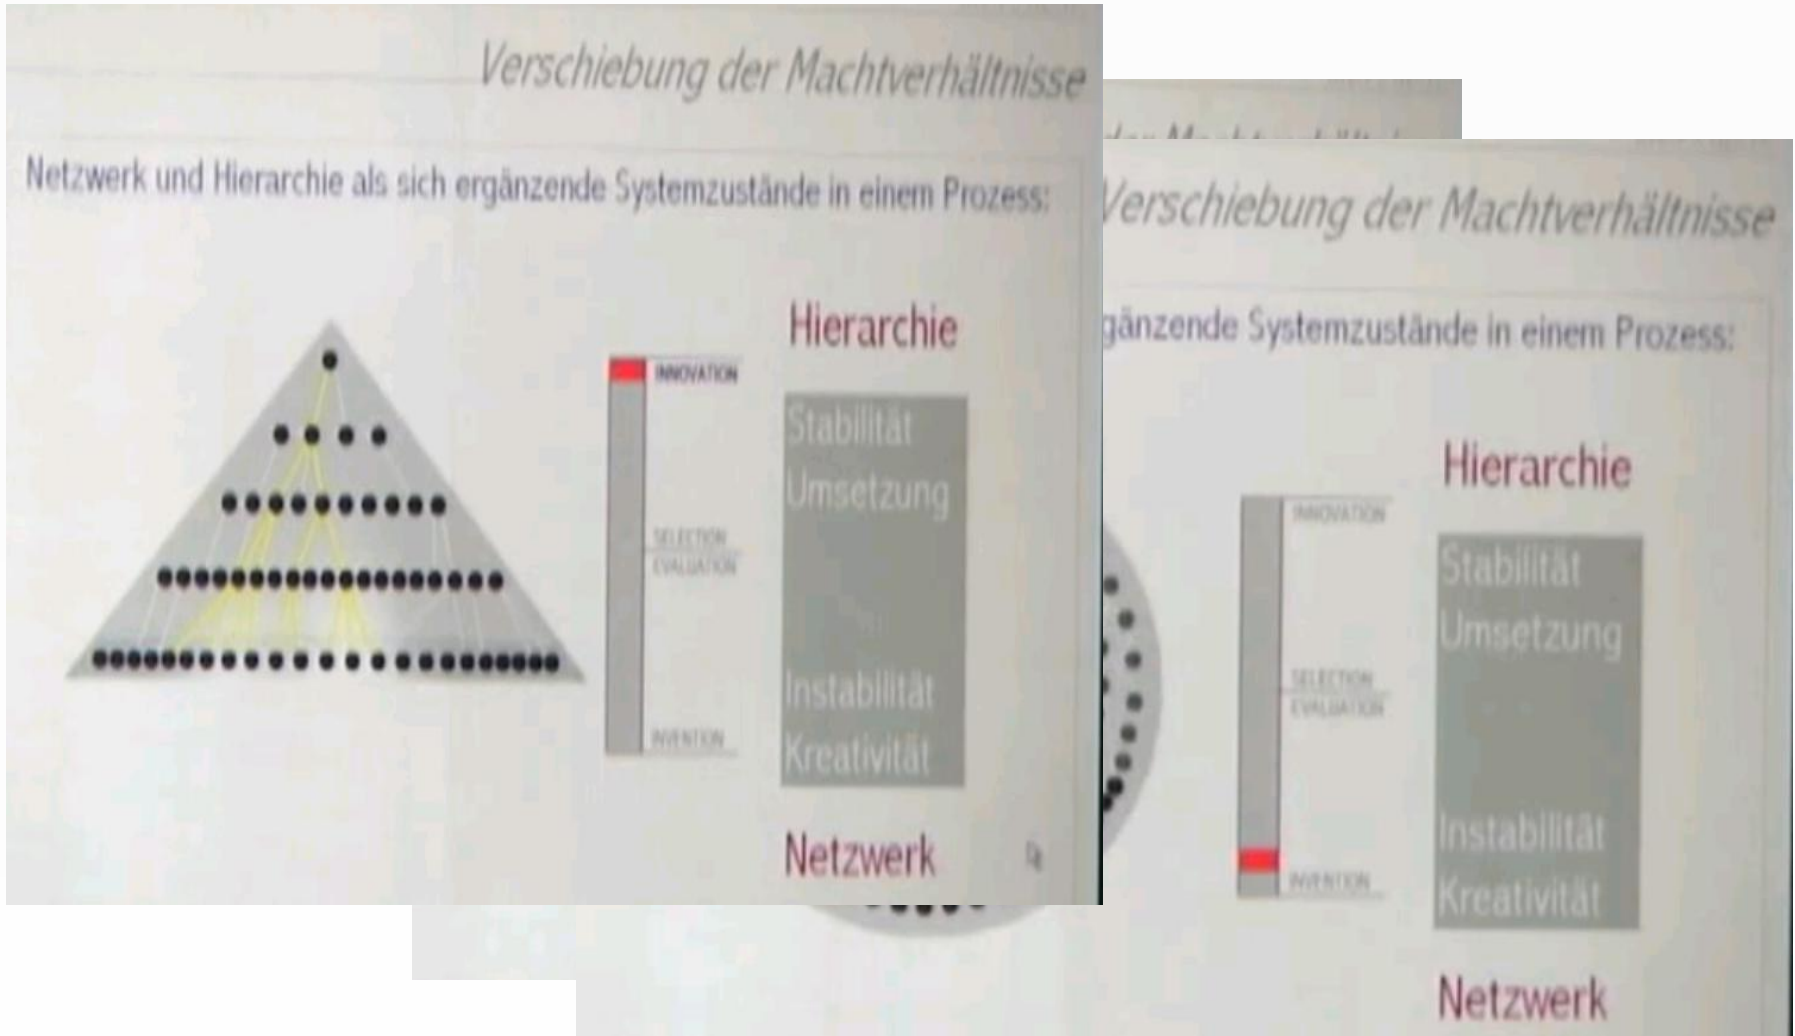 Verschiebung der Machtverhältnisse
Netzwerk und Hierarchie als sich ergänzende Systemzustände in einem Prozess:
Hierarchie
INNOVATION
Stabilität
Umsetzung
SELECTION
EVALUATION
Instabilität
INVENTION
Kreativität
Netzwerk
Verschiebung der Machtverhältnisse
gänzende Systemzustände in einem Prozess:
Hierarchie
INNOVATION
Stabilität
Umsetzung
SELECTION
EVALUATION
Instabilität
INVENTION
Kreativität
Netzwerk